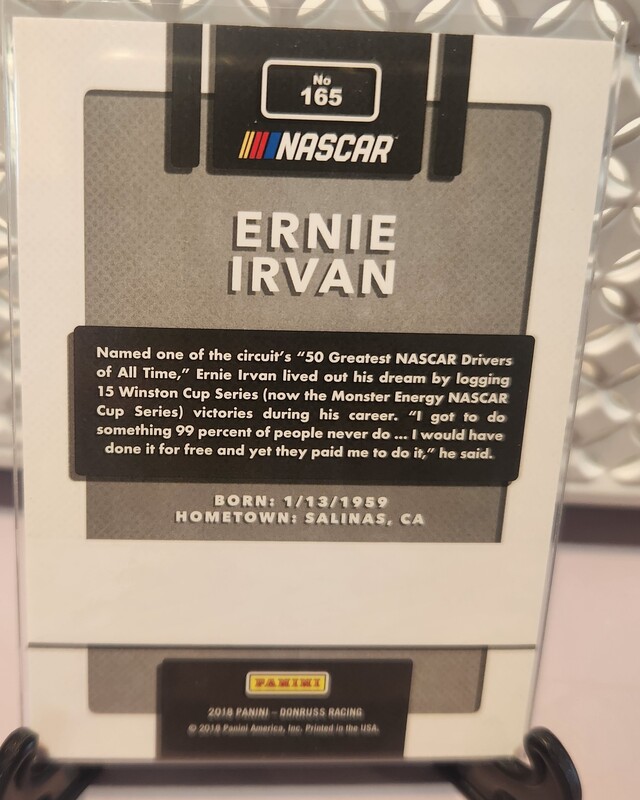 No
165
NASCAR
ERNIE
IRVAN
Named one of the circuit's "50 Greatest NASCAR Drivers
of All Time," Ernie Irvan lived out his dream by logging
15 Winston Cup Series (now the Monster Energy NASCAR
Cup Series) victories during his career. "I got to do
something 99 percent of people never do ... I would have
done it for free and yet they paid me to do it," he said.
BORN: 1/13/1959
HOMETOWN: SALINAS, CA
PANINI
2018 PANINI – DONRUSS RACING
© 2018 Panini America, Inc. Printed in the USA.